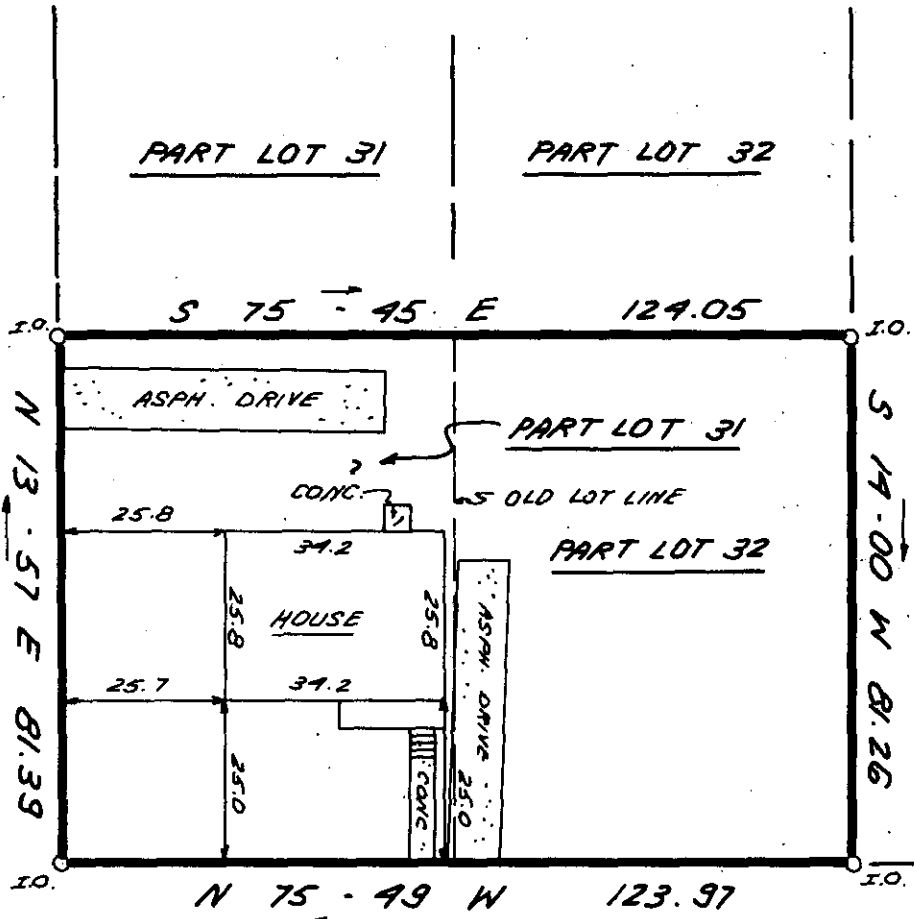 PART LOT 31
PART LOT 32
S 75 - 45 E 124.05
I.O.
I.O.
ASPH. DRIVE
N 13 - 57 E 81.39
S 14-00 W 81.26
PART LOT 31
CONC.
OLD LOT LINE
25.8
34.2
PART LOT 32
25.8
HOUSE
25.8
ASPH. DRIVE
25.7
34.2
25.0
CONC
25.0
I.O.
I.O.
N 75 - 49 W 123.97